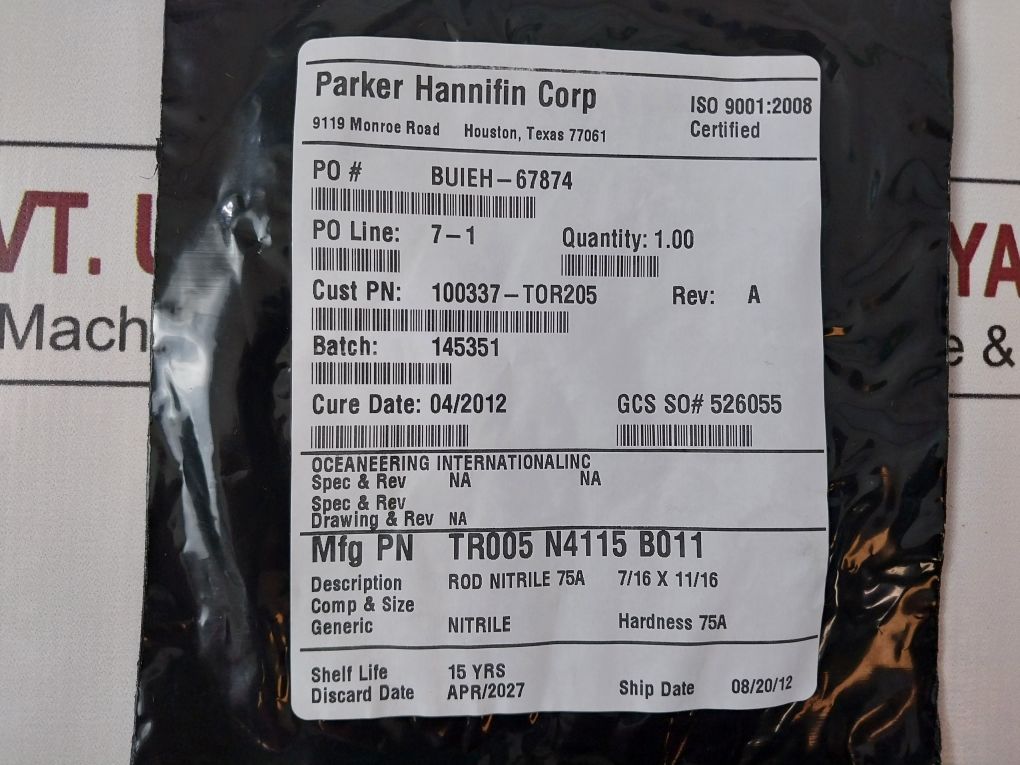 Parker Hannifin Corp
ISO 9001:2008
Certified
9119 Monroe Road Houston, Texas 77061
PO # BUIEH-67874
PO Line: 7-1 Quantity: 1.00
Cust PN: 100337-TOR205 Rev: A
Batch: 145351
Cure Date: 04/2012 GCS SO# 526055
OCEANEERING INTERNATIONALINC
Spec & Rev NA NA
Spec & Rev
Drawing & Rev NA
Mfg PN TR005 N4115 B011
Description ROD NITRILE 75A 7/16 X 11/16
Comp & Size
Generic NITRILE Hardness 75A
Shelf Life 15 YRS
Discard Date APR/2027 Ship Date 08/20/12
VT. U
YA
Mach
e &